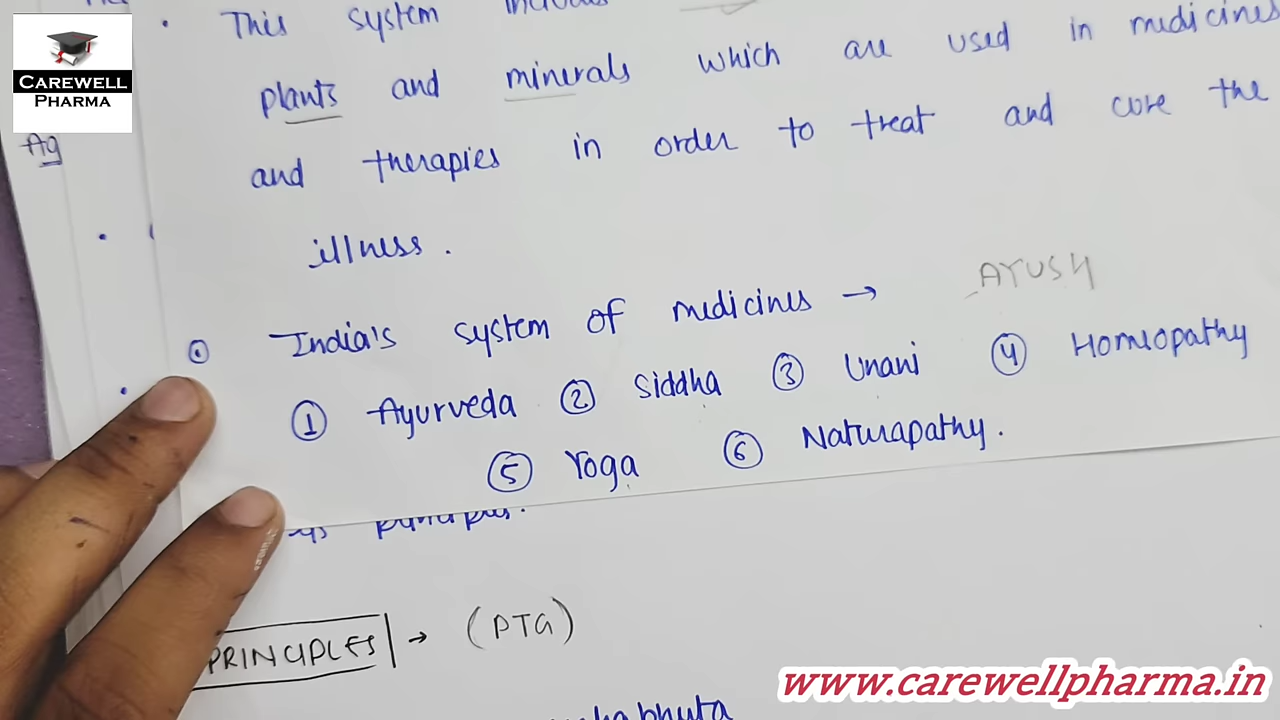 CAREWELL
PHARMA
Ag
• This system
plants and minerals which are used in medicines
and therapies in order to treat and core the
illness.
India's system of medicines → AYUSH
① Ayurveda ② Siddha ③ Unani ④ Homeopathy
⑤ Yoga ⑥ Naturapathy.
PRINCIPLES → (PTG)
www.carewellpharma.in